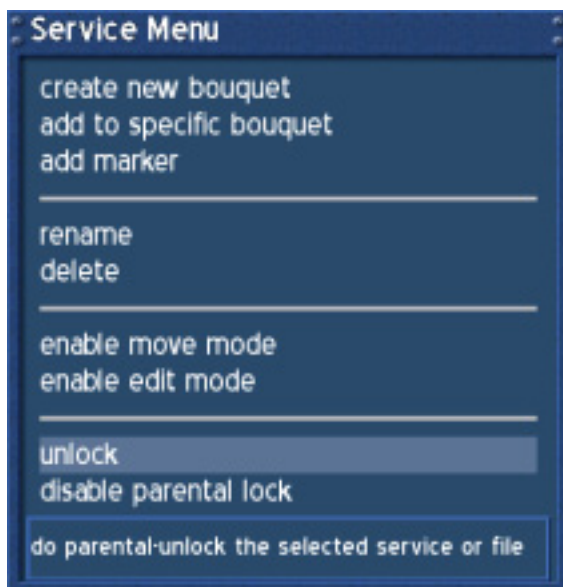 Service Menu
create new bouquet
add to specific bouquet
add marker
rename
delete
enable move mode
enable edit mode
unlock
disable parental lock
do parental-unlock the selected service or file